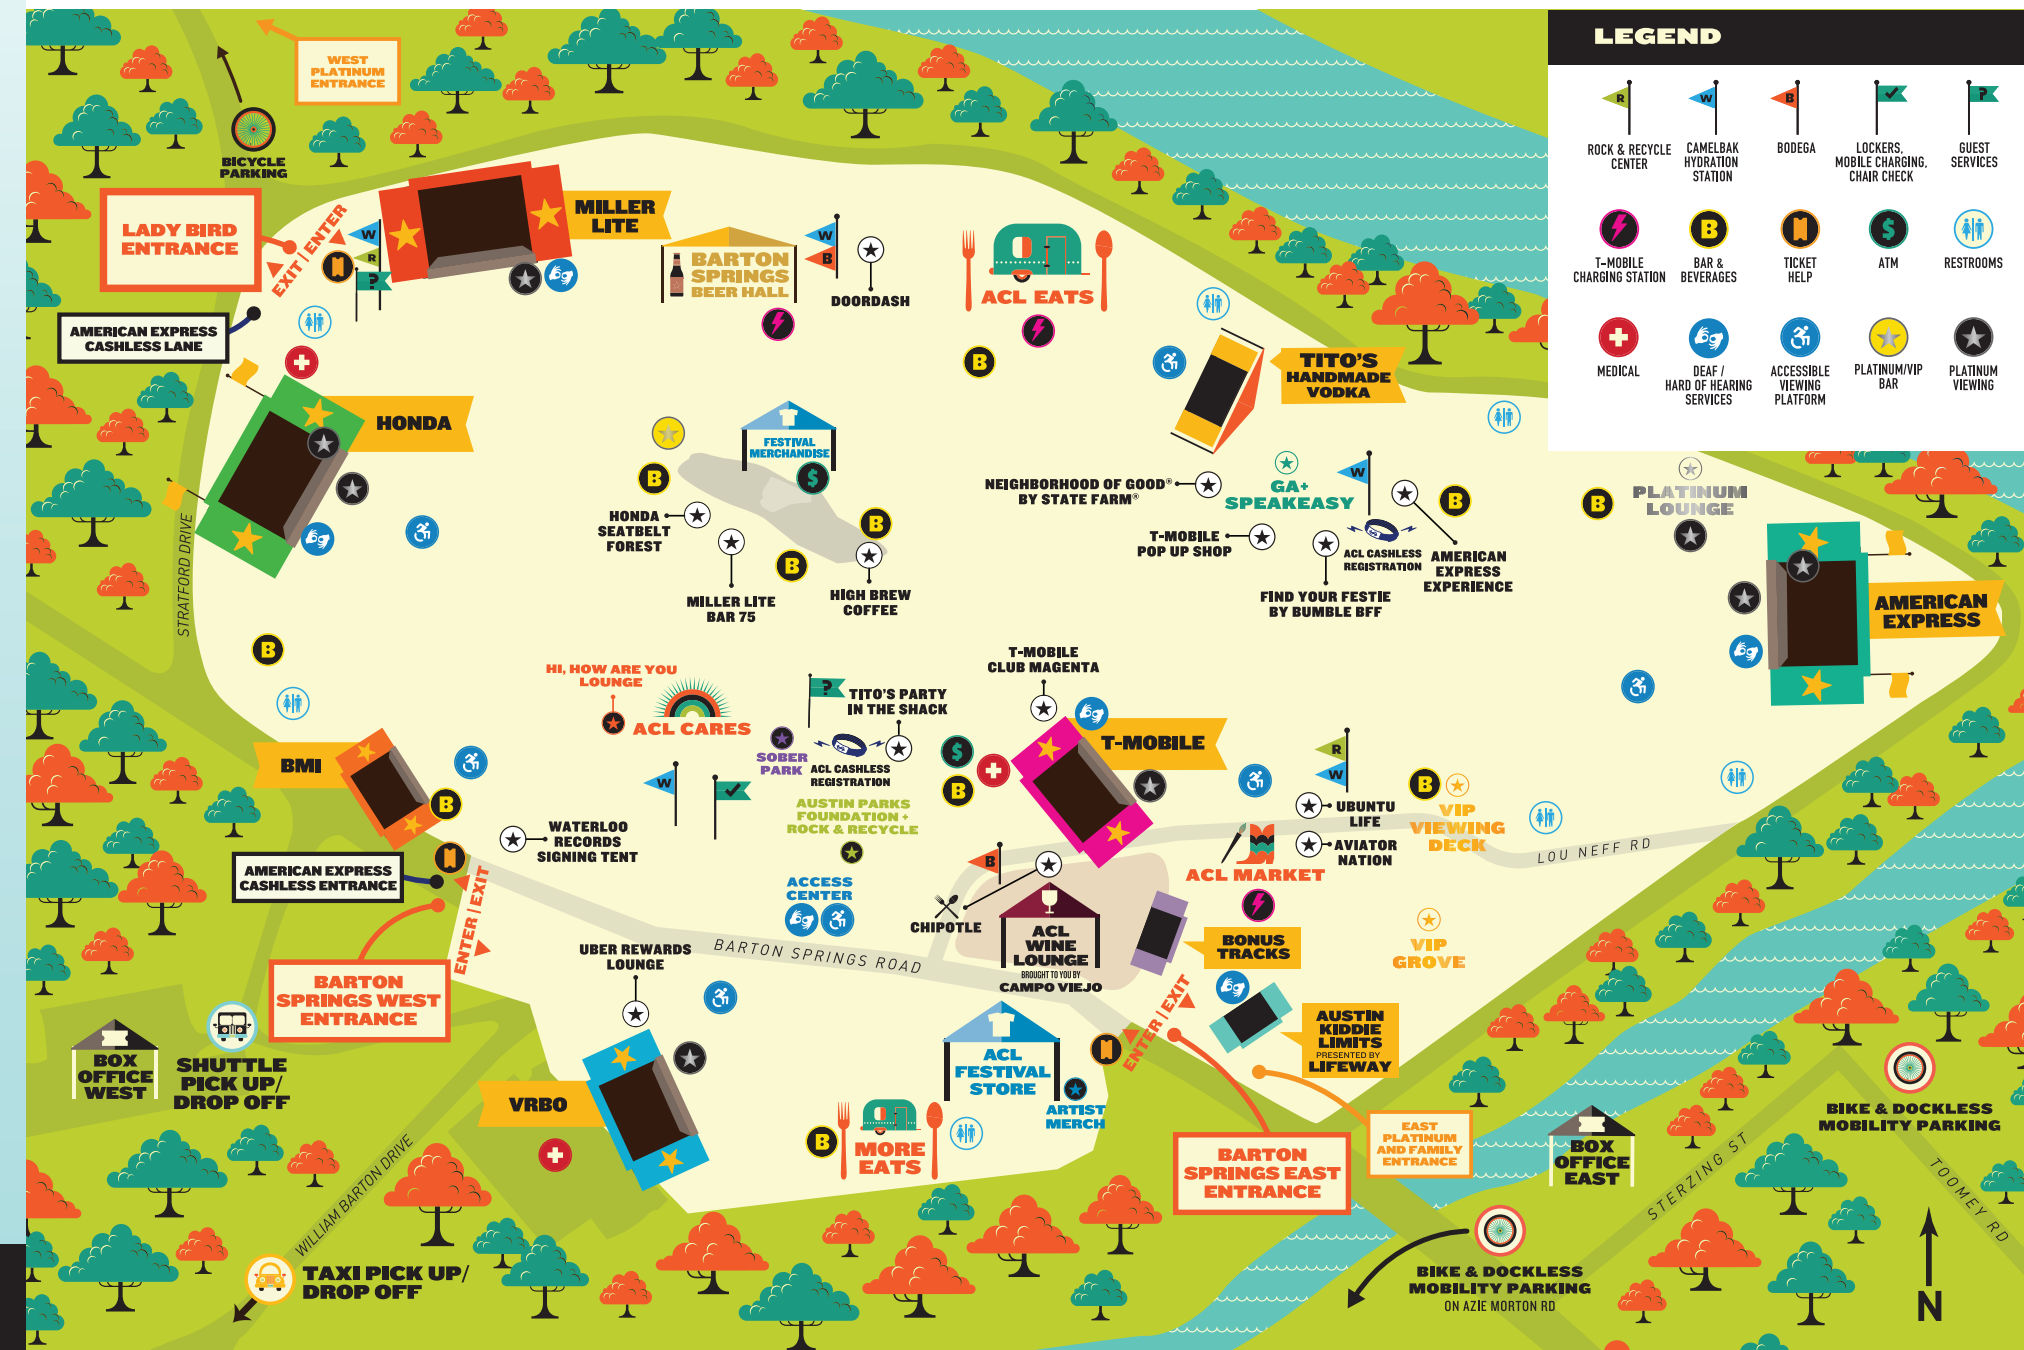 LEGEND
R
W
B
?
ROCK & RECYCLE
CENTER
CAMELBAK
HYDRATION
STATION
BODEGA
LOCKERS,
MOBILE CHARGING,
CHAIR CHECK
GUEST
SERVICES
B
$
T-MOBILE
CHARGING STATION
BAR &
BEVERAGES
TICKET
HELP
ATM
RESTROOMS
MEDICAL
DEAF /
HARD OF HEARING
SERVICES
ACCESSIBLE
VIEWING
PLATFORM
PLATINUM/VIP
BAR
PLATINUM
VIEWING
WEST
PLATINUM
ENTRANCE
BICYCLE
PARKING
LADY BIRD
ENTRANCE
EXIT | ENTER
W
R
?
MILLER
LITE
BARTON
SPRINGS
BEER HALL
W
B
DOORDASH
ACL EATS
AMERICAN EXPRESS
CASHLESS LANE
B
TITO'S
HANDMADE
VODKA
HONDA
FESTIVAL
MERCHANDISE
$
B
HONDA
SEATBELT
FOREST
B
B
MILLER LITE
BAR 75
HIGH BREW
COFFEE
NEIGHBORHOOD OF GOOD®
BY STATE FARM®
GA+
SPEAKEASY
W
B
T-MOBILE
POP UP SHOP
ACL CASHLESS
REGISTRATION
AMERICAN
EXPRESS
EXPERIENCE
FIND YOUR FESTIE
BY BUMBLE BFF
B
PLATINUM
LOUNGE
AMERICAN
EXPRESS
STRATFORD DRIVE
B
HI, HOW ARE YOU
LOUNGE
ACL CARES
?
TITO'S PARTY
IN THE SHACK
SOBER
PARK
ACL CASHLESS
REGISTRATION
T-MOBILE
CLUB MAGENTA
T-MOBILE
$
B
BMI
B
W
AUSTIN PARKS
FOUNDATION +
ROCK & RECYCLE
WATERLOO
RECORDS
SIGNING TENT
R
W
UBUNTU
LIFE
AVIATOR
NATION
B
VIP
VIEWING
DECK
LOU NEFF RD
ACL MARKET
AMERICAN EXPRESS
CASHLESS ENTRANCE
ENTER | EXIT
ACCESS
CENTER
B
CHIPOTLE
ACL
WINE
LOUNGE
BROUGHT TO YOU BY
CAMPO VIEJO
BONUS
TRACKS
VIP
GROVE
UBER REWARDS
LOUNGE
BARTON SPRINGS ROAD
BARTON
SPRINGS WEST
ENTRANCE
ENTER | EXIT
AUSTIN
KIDDIE
LIMITS
PRESENTED BY
LIFEWAY
BOX
OFFICE
WEST
SHUTTLE
PICK UP/
DROP OFF
VRBO
ACL
FESTIVAL
STORE
ARTIST
MERCH
B
MORE
EATS
BARTON
SPRINGS EAST
ENTRANCE
EAST
PLATINUM
AND FAMILY
ENTRANCE
BOX
OFFICE
EAST
BIKE & DOCKLESS
MOBILITY PARKING
STERZING ST
TOOMEY RD
WILLIAM BARTON DRIVE
TAXI PICK UP/
DROP OFF
BIKE & DOCKLESS
MOBILITY PARKING
ON AZIE MORTON RD
N